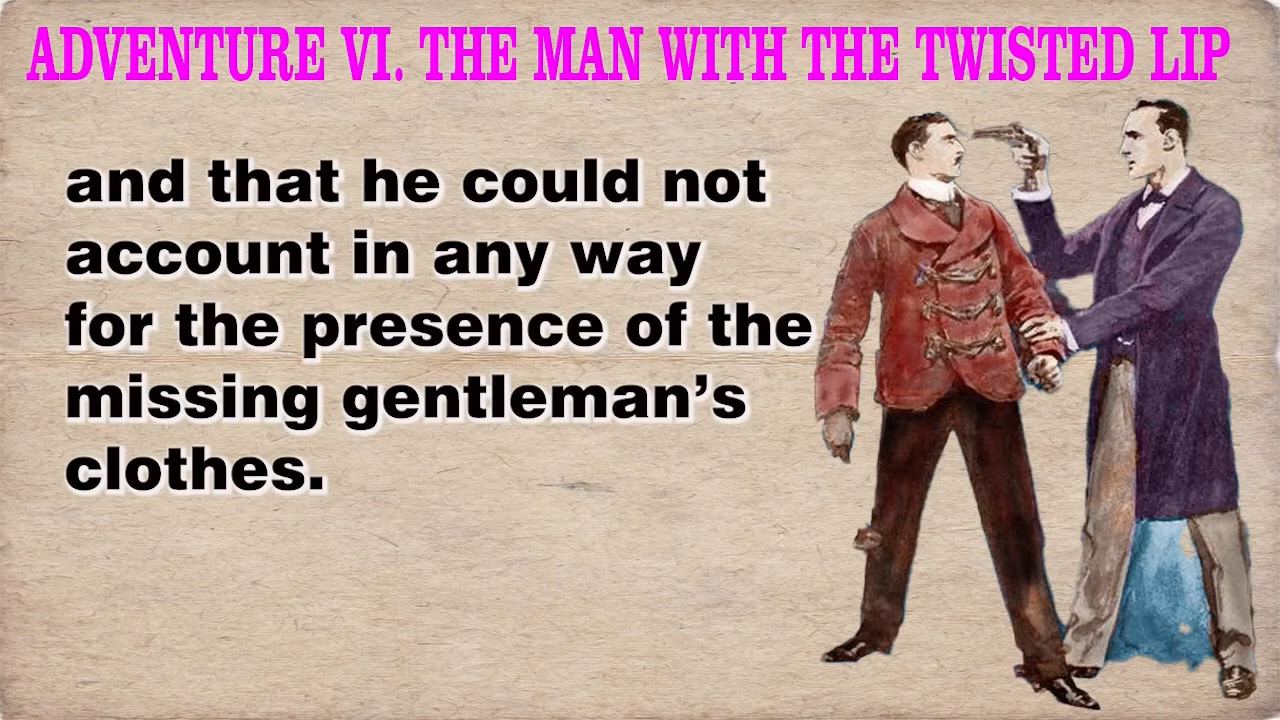 ADVENTURE VI. THE MAN WITH THE TWISTED LIP
and that he could not
account in any way
for the presence of the
missing gentleman’s
clothes.